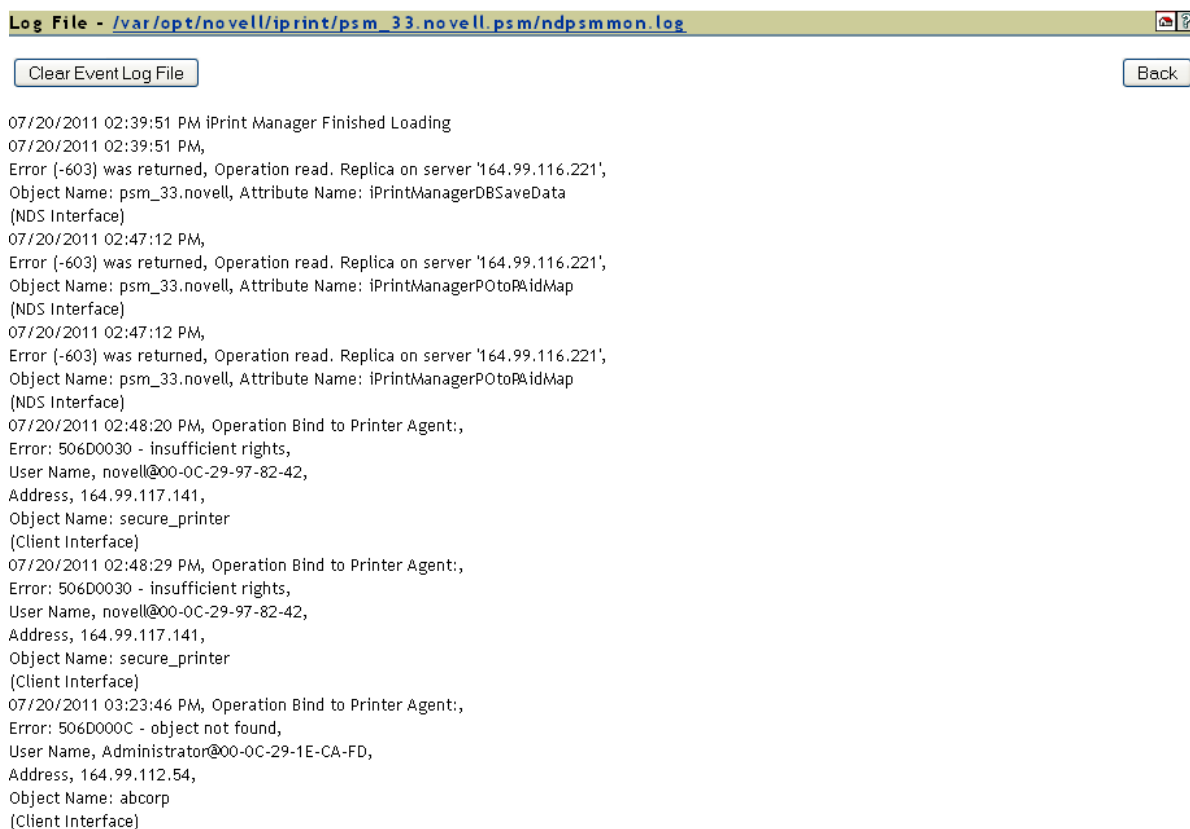 Log File - /var/opt/novell/iprint/psm_33.novell.psm/ndpsmmon.log
?
Clear Event Log File
Back
07/20/2011 02:39:51 PM iPrint Manager Finished Loading
07/20/2011 02:39:51 PM,
Error (-603) was returned, Operation read. Replica on server '164.99.116.221',
Object Name: psm_33.novell, Attribute Name: iPrintManagerDBSaveData
(NDS Interface)
07/20/2011 02:47:12 PM,
Error (-603) was returned, Operation read. Replica on server '164.99.116.221',
Object Name: psm_33.novell, Attribute Name: iPrintManagerPOtoPAidMap
(NDS Interface)
07/20/2011 02:47:12 PM,
Error (-603) was returned, Operation read. Replica on server '164.99.116.221',
Object Name: psm_33.novell, Attribute Name: iPrintManagerPOtoPAidMap
(NDS Interface)
07/20/2011 02:48:20 PM, Operation Bind to Printer Agent:,
Error: 506D0030 - insufficient rights,
User Name, novell@00-0C-29-97-82-42,
Address, 164.99.117.141,
Object Name: secure_printer
(Client Interface)
07/20/2011 02:48:29 PM, Operation Bind to Printer Agent:,
Error: 506D0030 - insufficient rights,
User Name, novell@00-0C-29-97-82-42,
Address, 164.99.117.141,
Object Name: secure_printer
(Client Interface)
07/20/2011 03:23:46 PM, Operation Bind to Printer Agent:,
Error: 506D000C - object not found,
User Name, Administrator@00-0C-29-1E-CA-FD,
Address, 164.99.112.54,
Object Name: abcorp
(Client Interface)